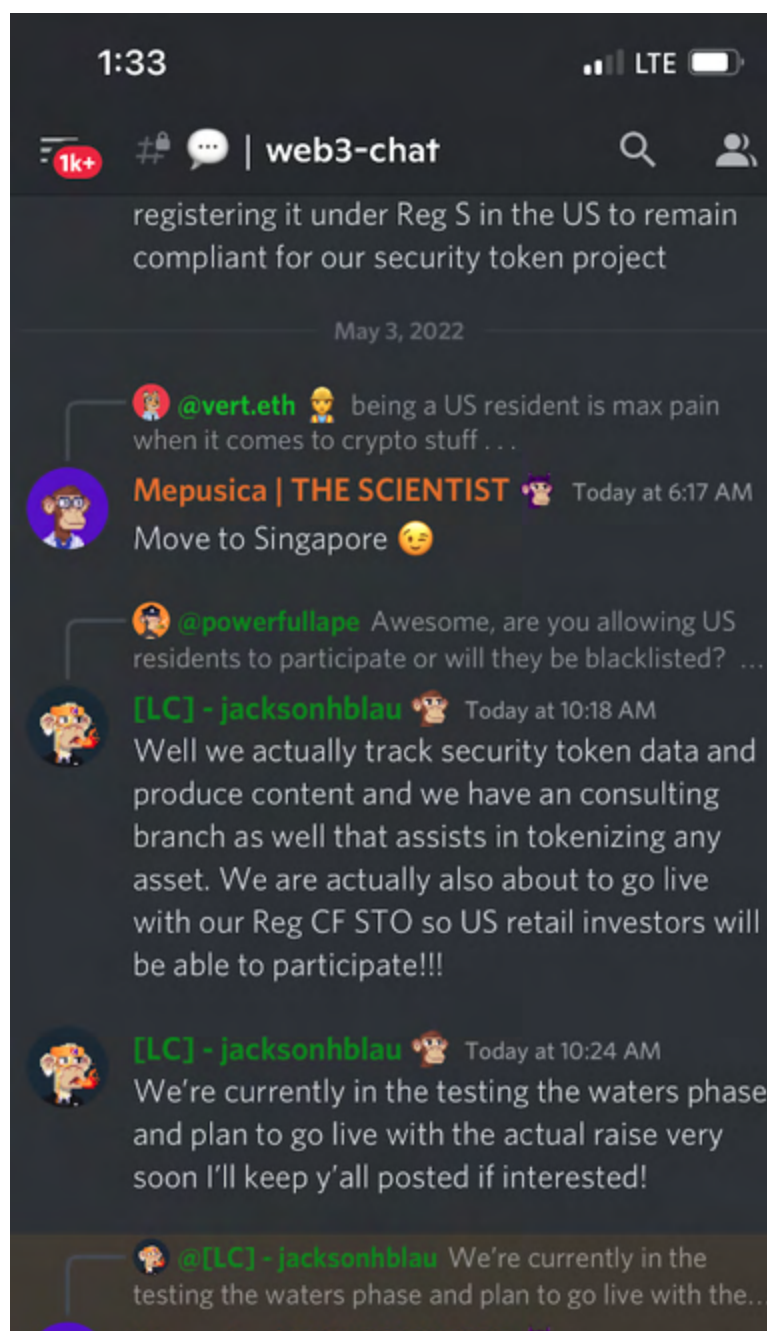 1:33
LTE
1k+
# 💬 | web3-chat
registering it under Reg S in the US to remain
compliant for our security token project
May 3, 2022
@vert.eth 👷 being a US resident is max pain
when it comes to crypto stuff . . .
Mepusica | THE SCIENTIST Today at 6:17 AM
Move to Singapore 😉
@powerfullape Awesome, are you allowing US
residents to participate or will they be blacklisted? ...
[LC] - jacksonhblau Today at 10:18 AM
Well we actually track security token data and
produce content and we have an consulting
branch as well that assists in tokenizing any
asset. We are actually also about to go live
with our Reg CF STO so US retail investors will
be able to participate!!!
[LC] - jacksonhblau Today at 10:24 AM
We're currently in the testing the waters phase
and plan to go live with the actual raise very
soon I'll keep y'all posted if interested!
@[LC] - jacksonhblau We're currently in the
testing the waters phase and plan to go live with the...